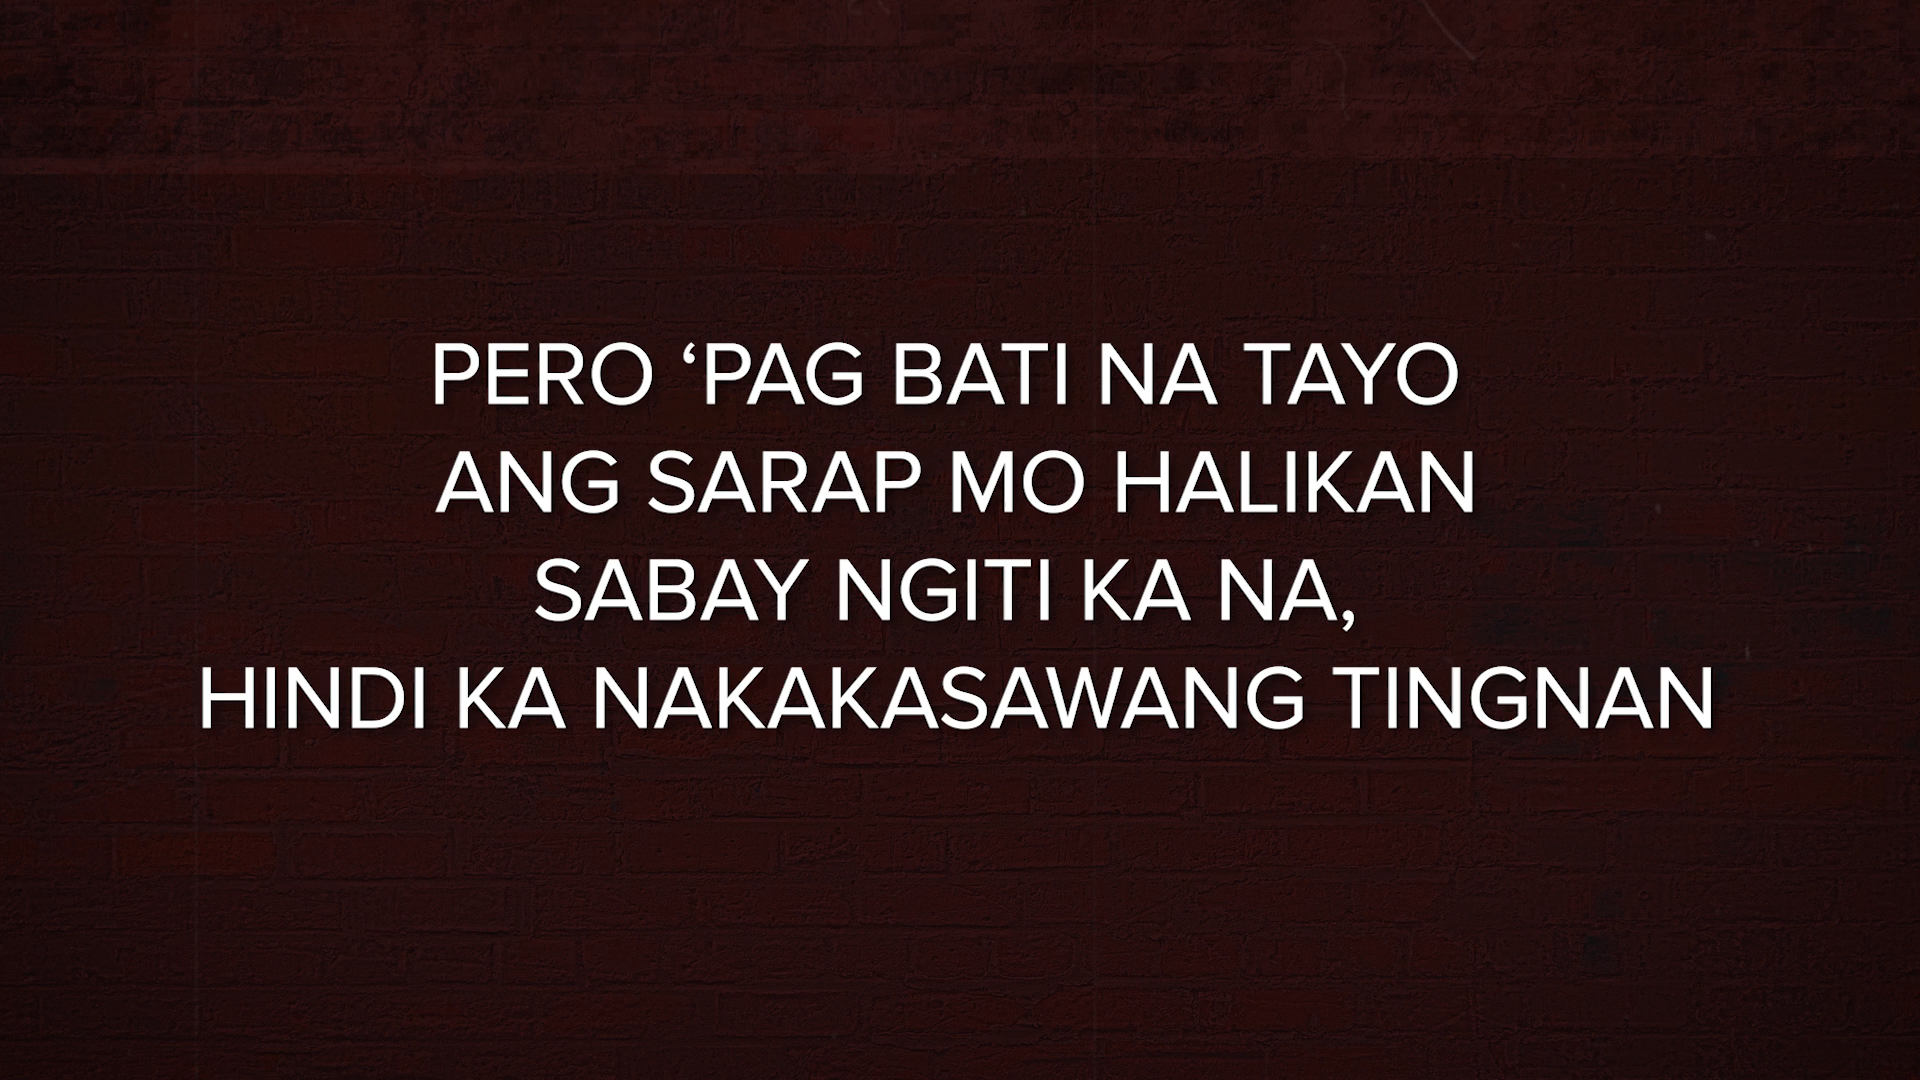 PERO ‘PAG BATI NA TAYO
ANG SARAP MO HALIKAN
SABAY NGITI KA NA,
HINDI KA NAKAKASAWANG TINGNAN